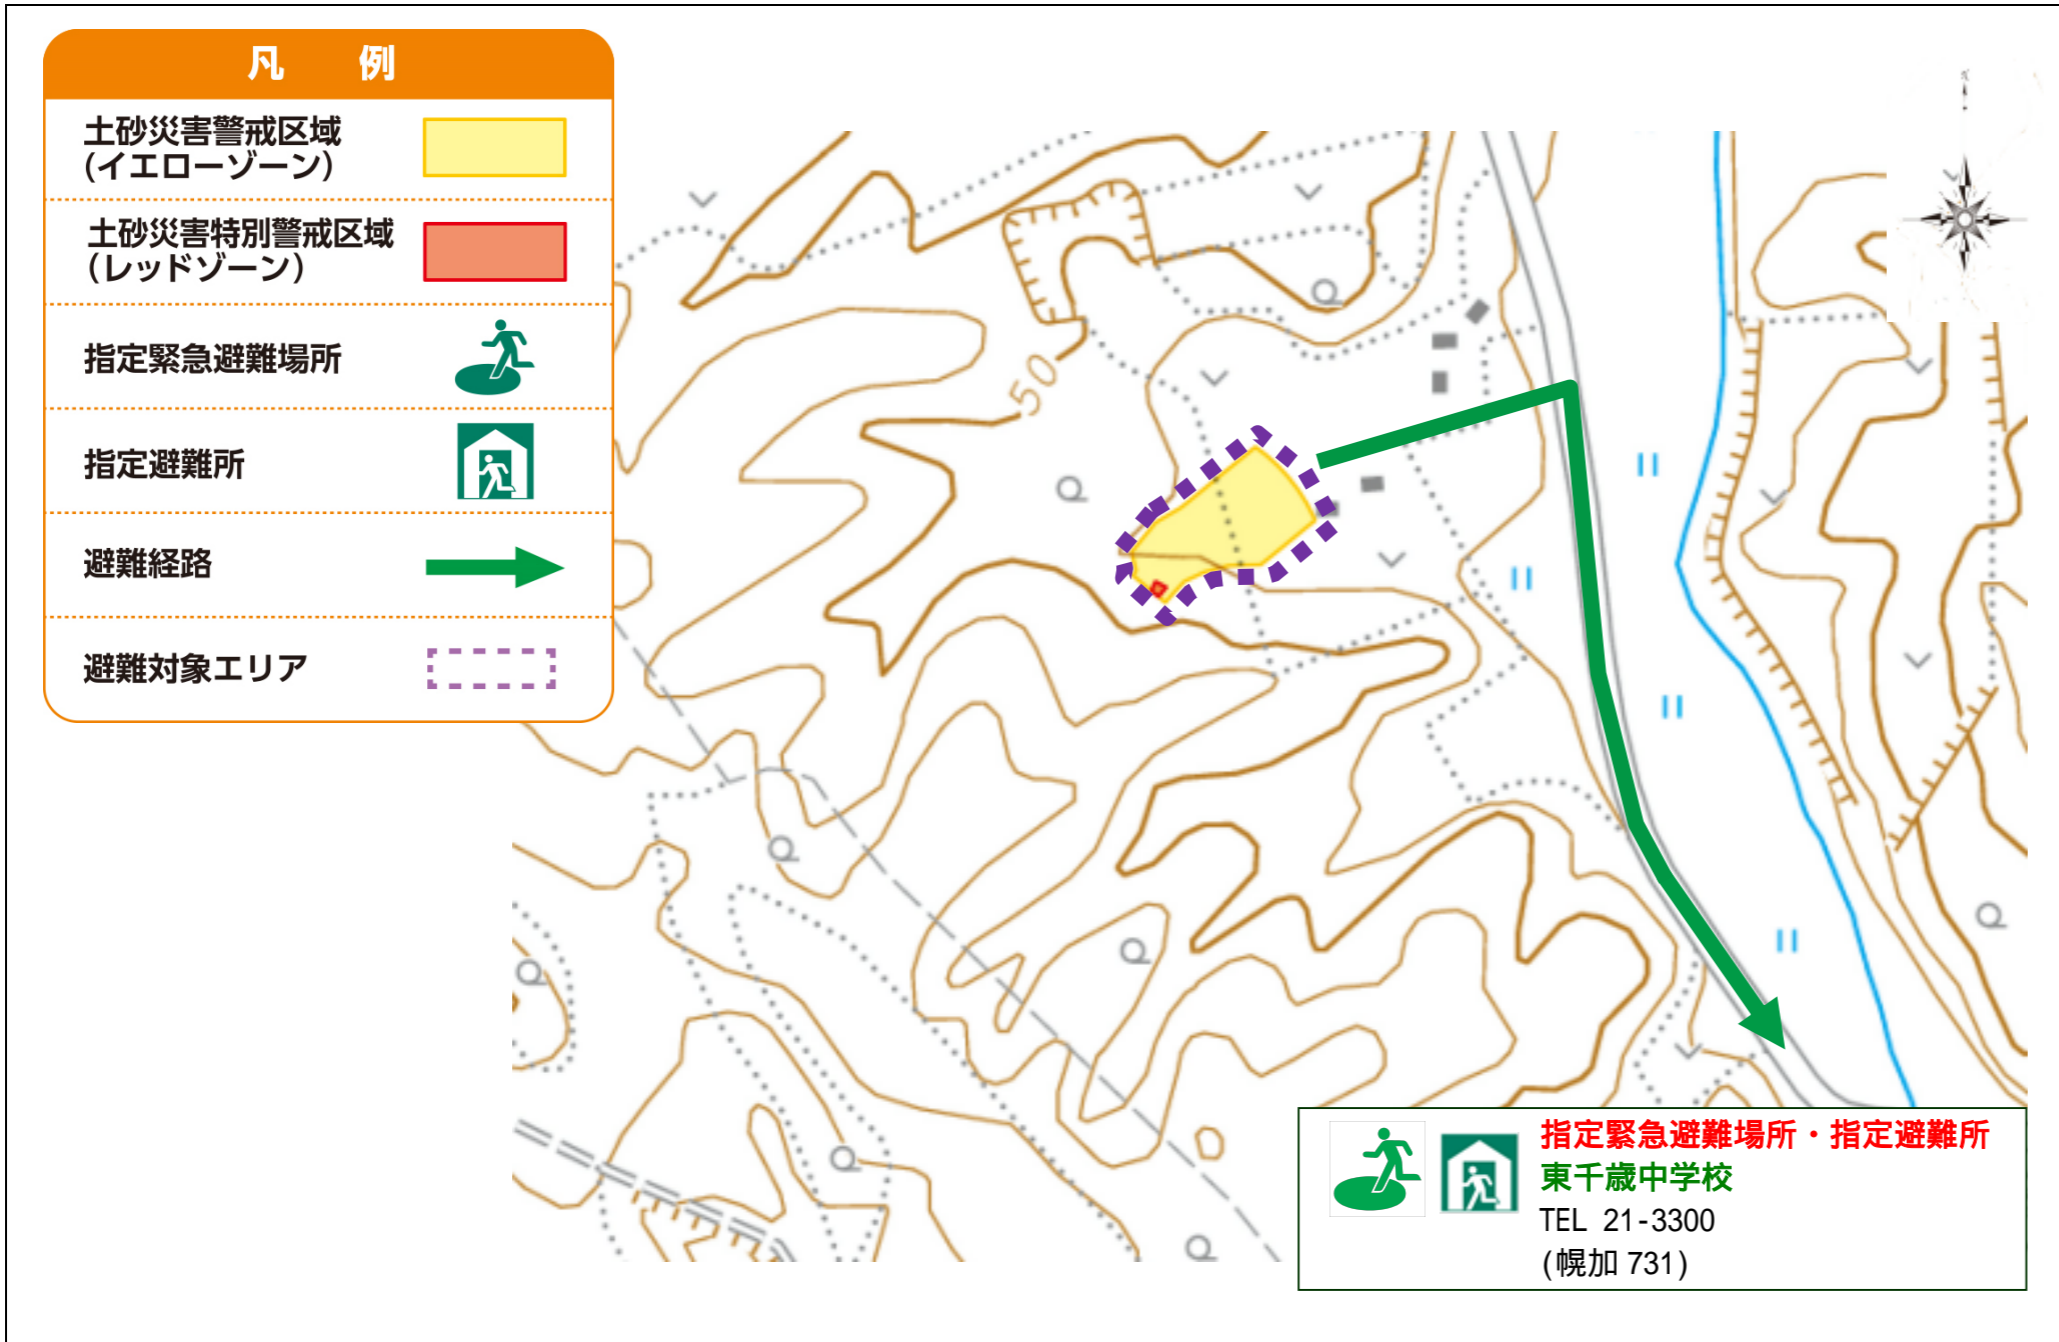 凡 例
土砂災害警戒区域
(イエローゾーン)
土砂災害特別警戒区域
(レッドゾーン)
指定緊急避難場所
指定避難所
避難経路
避難対象エリア
50
指定緊急避難場所・指定避難所
東千歳中学校
TEL 21-3300
(幌加 731)